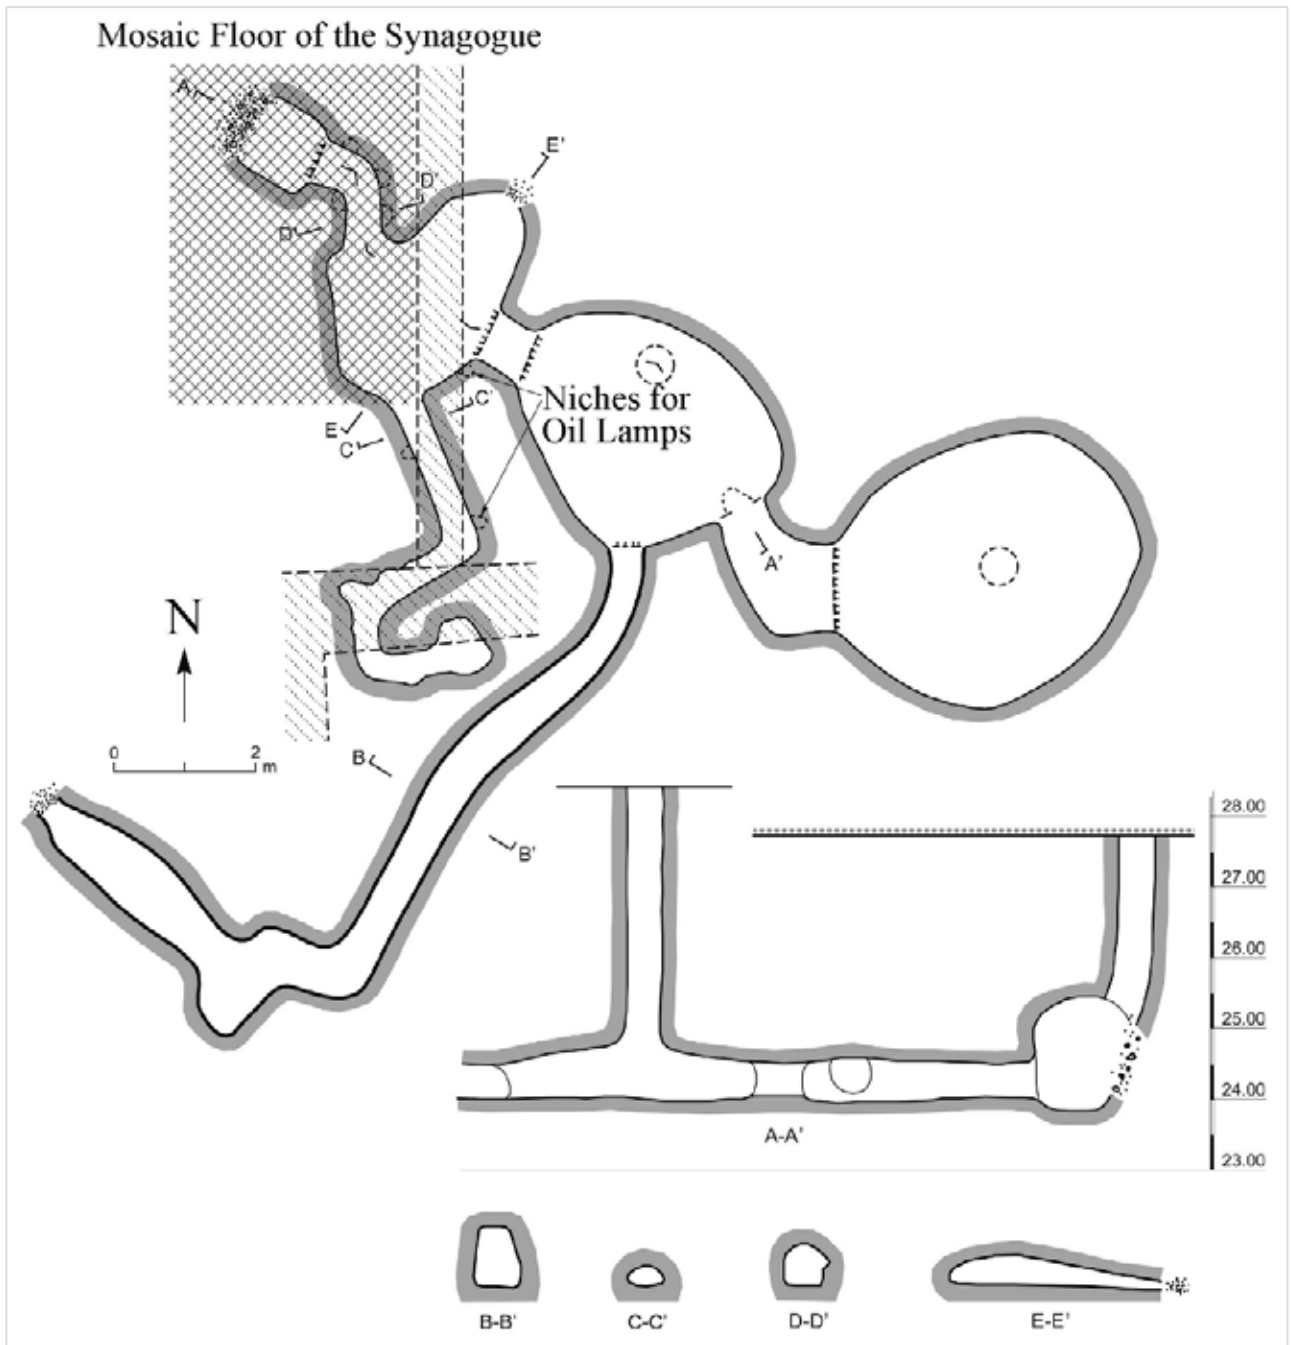 Mosaic Floor of the Synagogue
A
E'
D
D'
E
C
C'
Niches for
Oil Lamps
A'
N
0 2
m
B
B'
28.00
27.00
26.00
25.00
24.00
23.00
A-A'
B-B'
C-C'
D-D'
E-E'